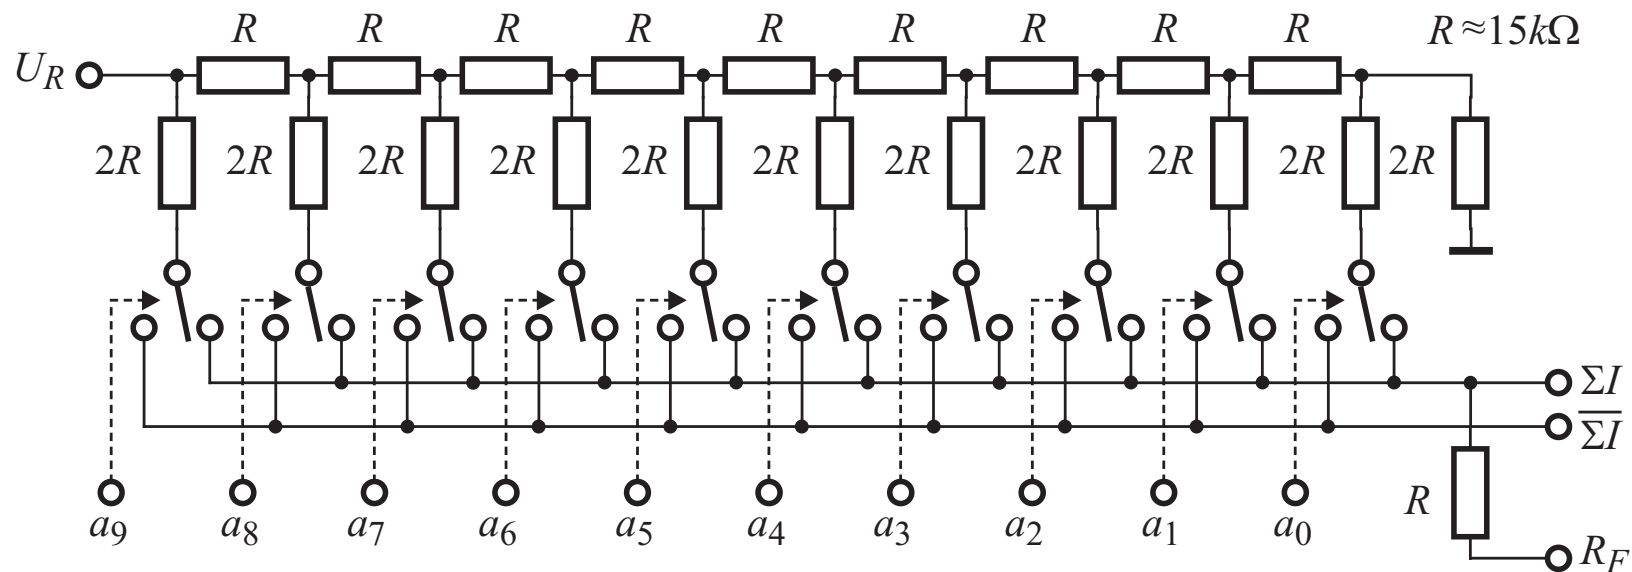 R R R R R R R R R R ≈15kΩ
U_R
2R 2R 2R 2R 2R 2R 2R 2R 2R 2R 2R
ΣI
\overline{ΣI}
R
a_9 a_8 a_7 a_6 a_5 a_4 a_3 a_2 a_1 a_0
R_F